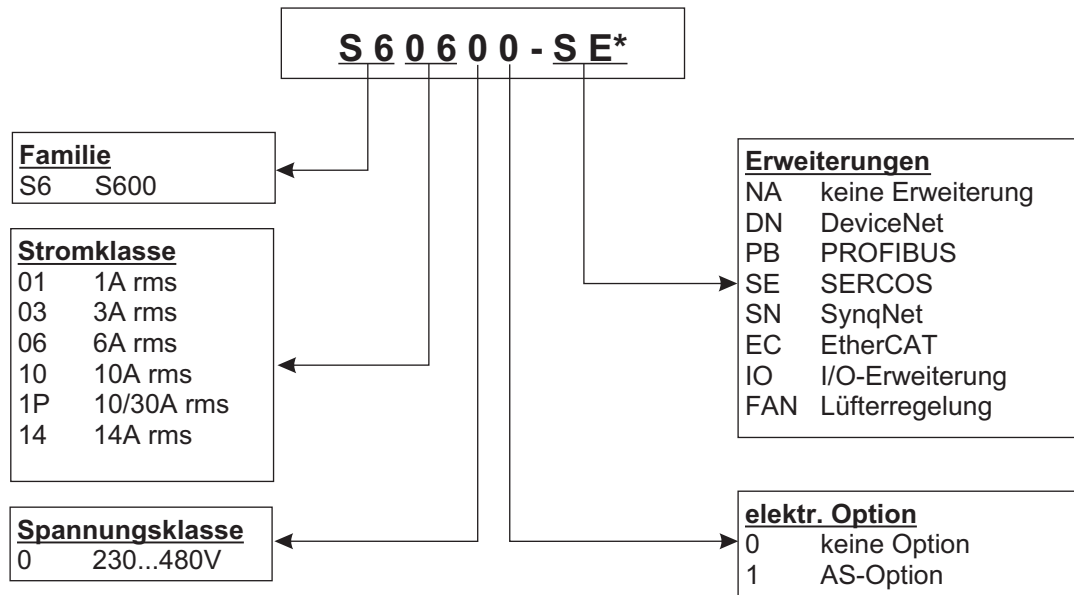 S 6 0 6 0 0 - S E*
Familie
S6 S600
Stromklasse
01 1A rms
03 3A rms
06 6A rms
10 10A rms
1P 10/30A rms
14 14A rms
Spannungsklasse
0 230...480V
Erweiterungen
NA keine Erweiterung
DN DeviceNet
PB PROFIBUS
SE SERCOS
SN SynqNet
EC EtherCAT
IO I/O-Erweiterung
FAN Lüfterregelung
elektr. Option
0 keine Option
1 AS-Option